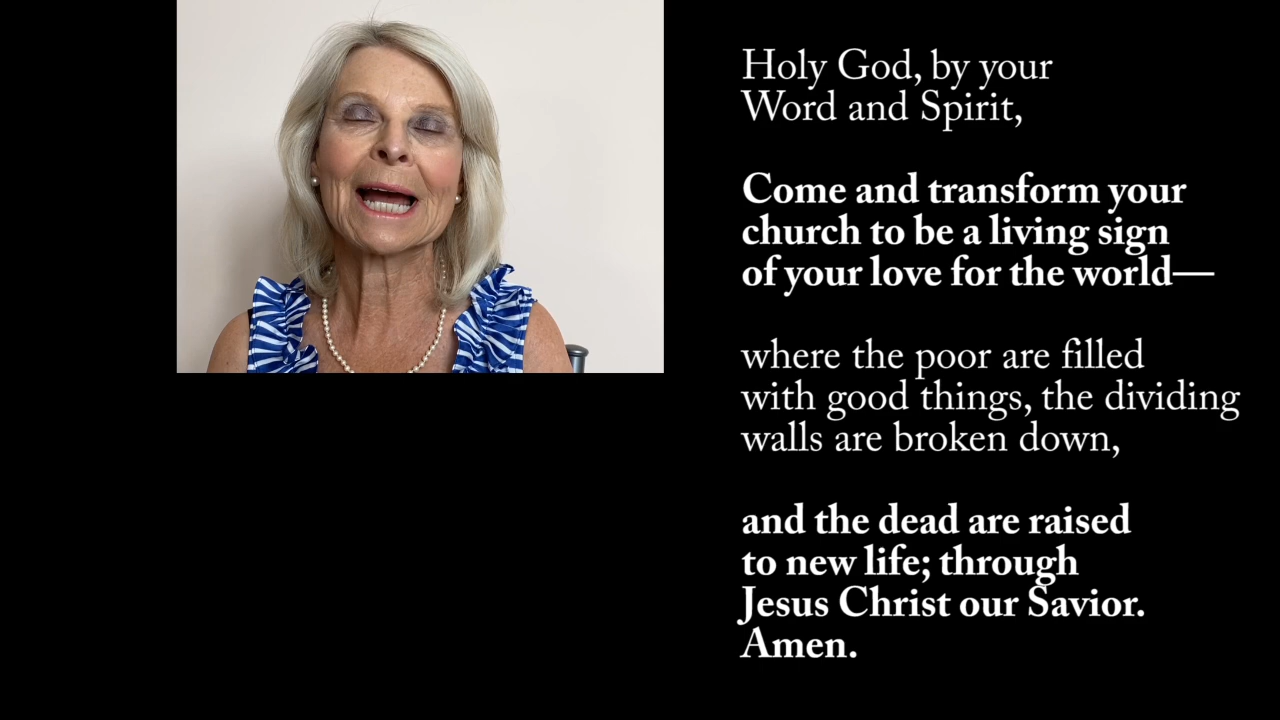 Holy God, by your
Word and Spirit,
Come and transform your
church to be a living sign
of your love for the world—
where the poor are filled
with good things, the dividing
walls are broken down,
and the dead are raised
to new life; through
Jesus Christ our Savior.
Amen.